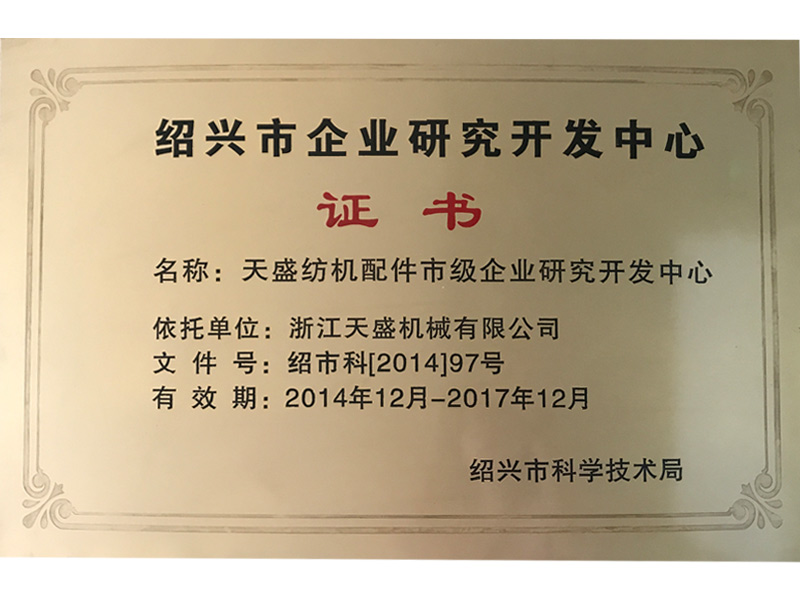 绍兴市企业研究开发中心
证 书
名称：天盛纺机配件市级企业研究开发中心
依托单位：浙江天盛机械有限公司
文 件 号：绍市科[2014]97号
有 效 期：2014年12月-2017年12月
绍兴市科学技术局